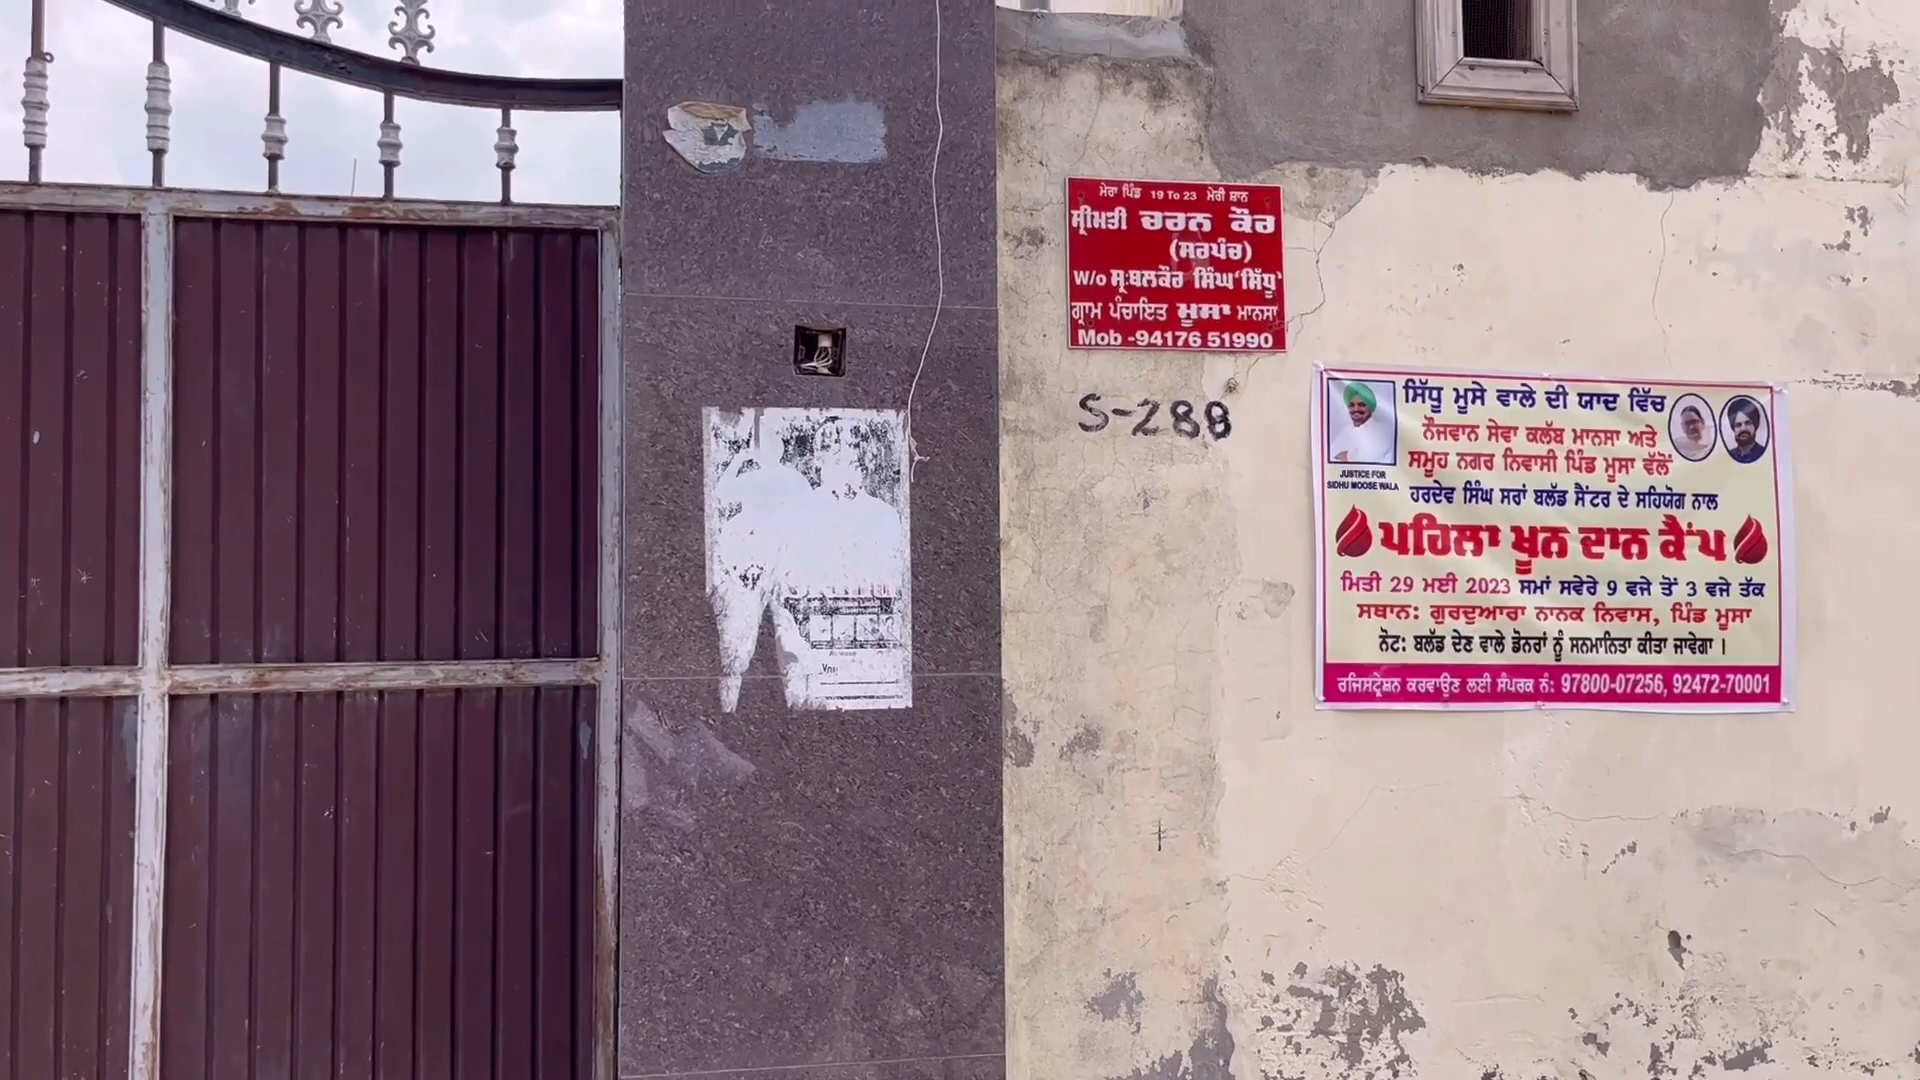 ਮੇਰਾ ਪਿੰਡ 19 To 23 ਮੇਰੀ ਸ਼ਾਨ
ਸ੍ਰੀਮਤੀ ਚਰਨ ਕੌਰ
(ਸਰਪੰਚ)
W/o ਸ੍ਰ:ਬਲਕੌਰ ਸਿੰਘ‘ਸਿੱਧੂ’
ਗ੍ਰਾਮ ਪੰਚਾਇਤ ਮੂਸਾ ਮਾਨਸਾ
Mob -94176 51990
S-288
ਸਿੱਧੂ ਮੂਸੇ ਵਾਲੇ ਦੀ ਯਾਦ ਵਿੱਚ
ਨੌਜਵਾਨ ਸੇਵਾ ਕਲੱਬ ਮਾਨਸਾ ਅਤੇ
ਸਮੂਹ ਨਗਰ ਨਿਵਾਸੀ ਪਿੰਡ ਮੂਸਾ ਵੱਲੋਂ
JUSTICE FOR
SIDHU MOOSE WALA
ਹਰਦੇਵ ਸਿੰਘ ਸਰਾਂ ਬਲੱਡ ਸੈਂਟਰ ਦੇ ਸਹਿਯੋਗ ਨਾਲ
ਪਹਿਲਾ ਖੂਨ ਦਾਨ ਕੈਂਪ
ਮਿਤੀ 29 ਮਈ 2023 ਸਮਾਂ ਸਵੇਰੇ 9 ਵਜੇ ਤੋਂ 3 ਵਜੇ ਤੱਕ
ਸਥਾਨ: ਗੁਰਦੁਆਰਾ ਨਾਨਕ ਨਿਵਾਸ, ਪਿੰਡ ਮੂਸਾ
ਨੋਟ: ਬਲੱਡ ਦੇਣ ਵਾਲੇ ਡੋਨਰਾਂ ਨੂੰ ਸਨਮਾਨਿਤਾ ਕੀਤਾ ਜਾਵੇਗਾ ।
ਰਜਿਸਟ੍ਰੇਸ਼ਨ ਕਰਵਾਉਣ ਲਈ ਸੰਪਰਕ ਨੰ: 97800-07256, 92472-70001